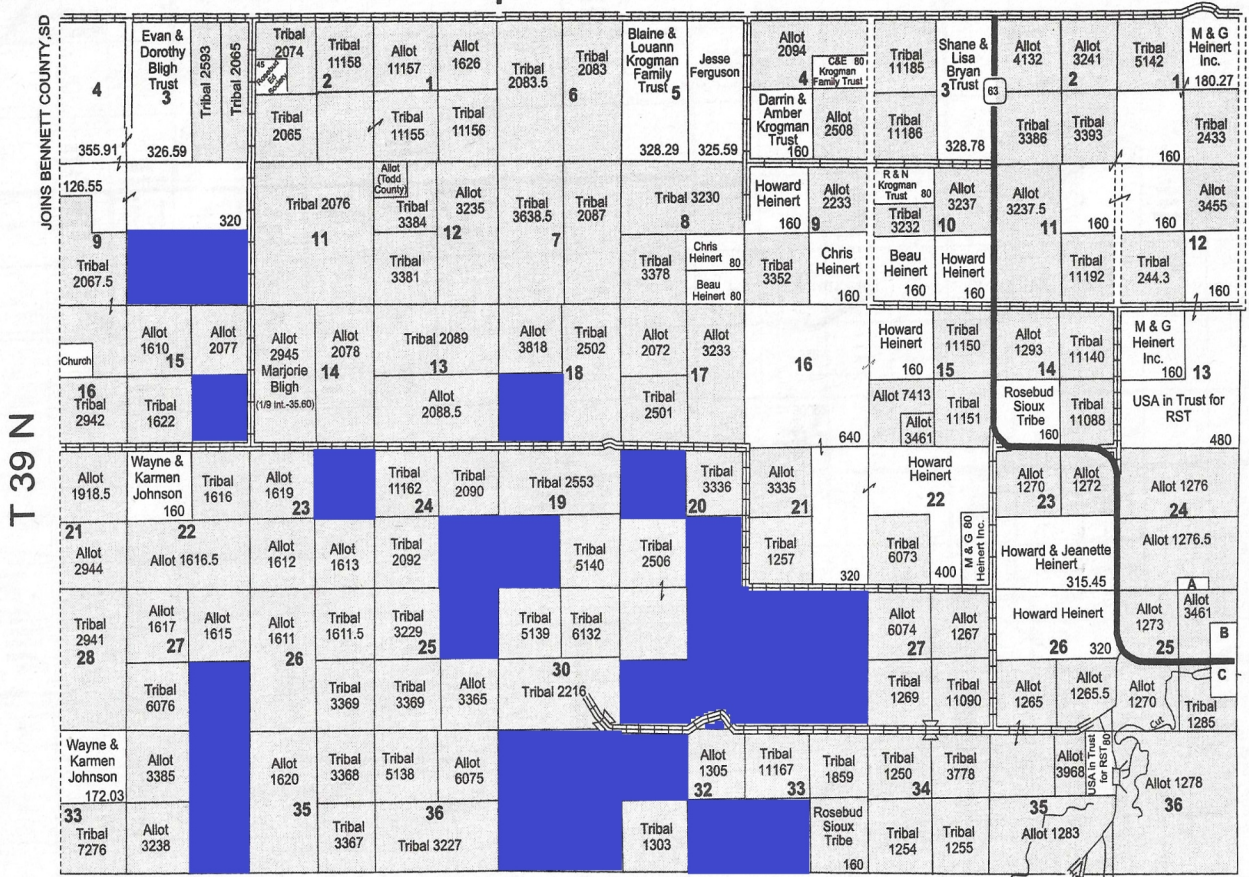 JOINS BENNETT COUNTY,SD
T 39 N
4
355.91
Evan &
Dorothy
Bligh
Trust
3
326.59
Tribal 2593
Tribal 2065
Tribal
2074
45
Rosebud
Ed
Society
Tribal
11158
2
Tribal
2065
Allot
11157
1
Allot
1626
Tribal
11155
Tribal
11156
Tribal
2083.5
Tribal
2083
6
Blaine &
Louann
Krogman
Family
Trust
5
328.29
Jesse
Ferguson
325.59
Allot
2094
4
C&E 80
Krogman
Family Trust
Darrin &
Amber
Krogman
Trust
160
Allot
2508
Tribal
11185
Tribal
11186
Shane &
Lisa
Bryan
Trust
3
328.78
63
Allot
4132
Allot
3241
2
Tribal
3386
Tribal
3393
Tribal
5142
1
M & G
Heinert
Inc.
180.27
160
Tribal
2433
126.55
9
Tribal
2067.5
320
Tribal 2076
11
Allot
(Todd
County)
Tribal
3384
Allot
3235
12
Tribal
3381
Tribal
3638.5
Tribal
2087
7
Tribal 3230
8
Tribal
3378
Chris
Heinert 80
Beau
Heinert 80
Howard
Heinert
160
Allot
2233
9
Tribal
3352
Chris
Heinert
160
R & N
Krogman
Trust 80
Tribal
3232
Allot
3237
10
Beau
Heinert
160
Howard
Heinert
160
Allot
3237.5
11
160
Tribal
11192
160
Allot
3455
12
Tribal
244.3
160
Church
16
Tribal
2942
Allot
1610
15
Allot
2077
Tribal
1622
Allot
2945
Marjorie
Bligh
(1/9 Int.-35.60)
Allot
2078
14
Tribal 2089
13
Allot
2088.5
Allot
3818
Tribal
2502
18
Allot
2072
Allot
3233
17
Tribal
2501
16
640
Howard
Heinert
160
Tribal
11150
15
Allot 7413
Allot
3461
Tribal
11151
Allot
1293
14
Tribal
11140
Rosebud
Sioux
Tribe
160
Tribal
11088
M & G
Heinert
Inc.
160
13
USA in Trust for
RST
480
Allot
1918.5
21
Allot
2944
Wayne &
Karmen
Johnson
160
Tribal
1616
22
Allot 1616.5
Allot
1619
23
Allot
1612
Allot
1613
Tribal
11162
24
Tribal
2090
Tribal
2092
Tribal 2553
19
Tribal
5140
Tribal
3336
20
Tribal
2506
Allot
3335
21
Tribal
1257
320
Howard
Heinert
22
Tribal
6073
400
M & G 80
Heinert Inc.
Allot
1270
23
Allot
1272
Howard & Jeanette
Heinert
315.45
Allot 1276
24
Allot 1276.5
A
Tribal
2941
28
Allot
1617
27
Allot
1615
Tribal
6076
Allot
1611
26
Tribal
1611.5
Tribal
3229
25
Tribal
3369
Tribal
3369
Allot
3365
Tribal
5139
Tribal
6132
30
Tribal 2216
Allot
6074
27
Allot
1267
Tribal
1269
Tribal
11090
Howard Heinert
26
320
Allot
1265
Allot
1265.5
Allot
1273
25
Allot
3461
B
C
Allot
1270
Cut
Tribal
1285
Wayne &
Karmen
Johnson
172.03
33
Tribal
7276
Allot
3385
Allot
3238
Allot
1620
35
Tribal
3368
Tribal
3367
Tribal
5138
Allot
6075
36
Tribal 3227
Allot
1305
32
Tribal
1303
Tribal
11167
33
Tribal
1859
Rosebud
Sioux
Tribe
160
Tribal
1250
34
Tribal
3778
Tribal
1254
Tribal
1255
Allot
3968
USA in Trust
for RST 80
35
Allot 1283
Allot 1278
36